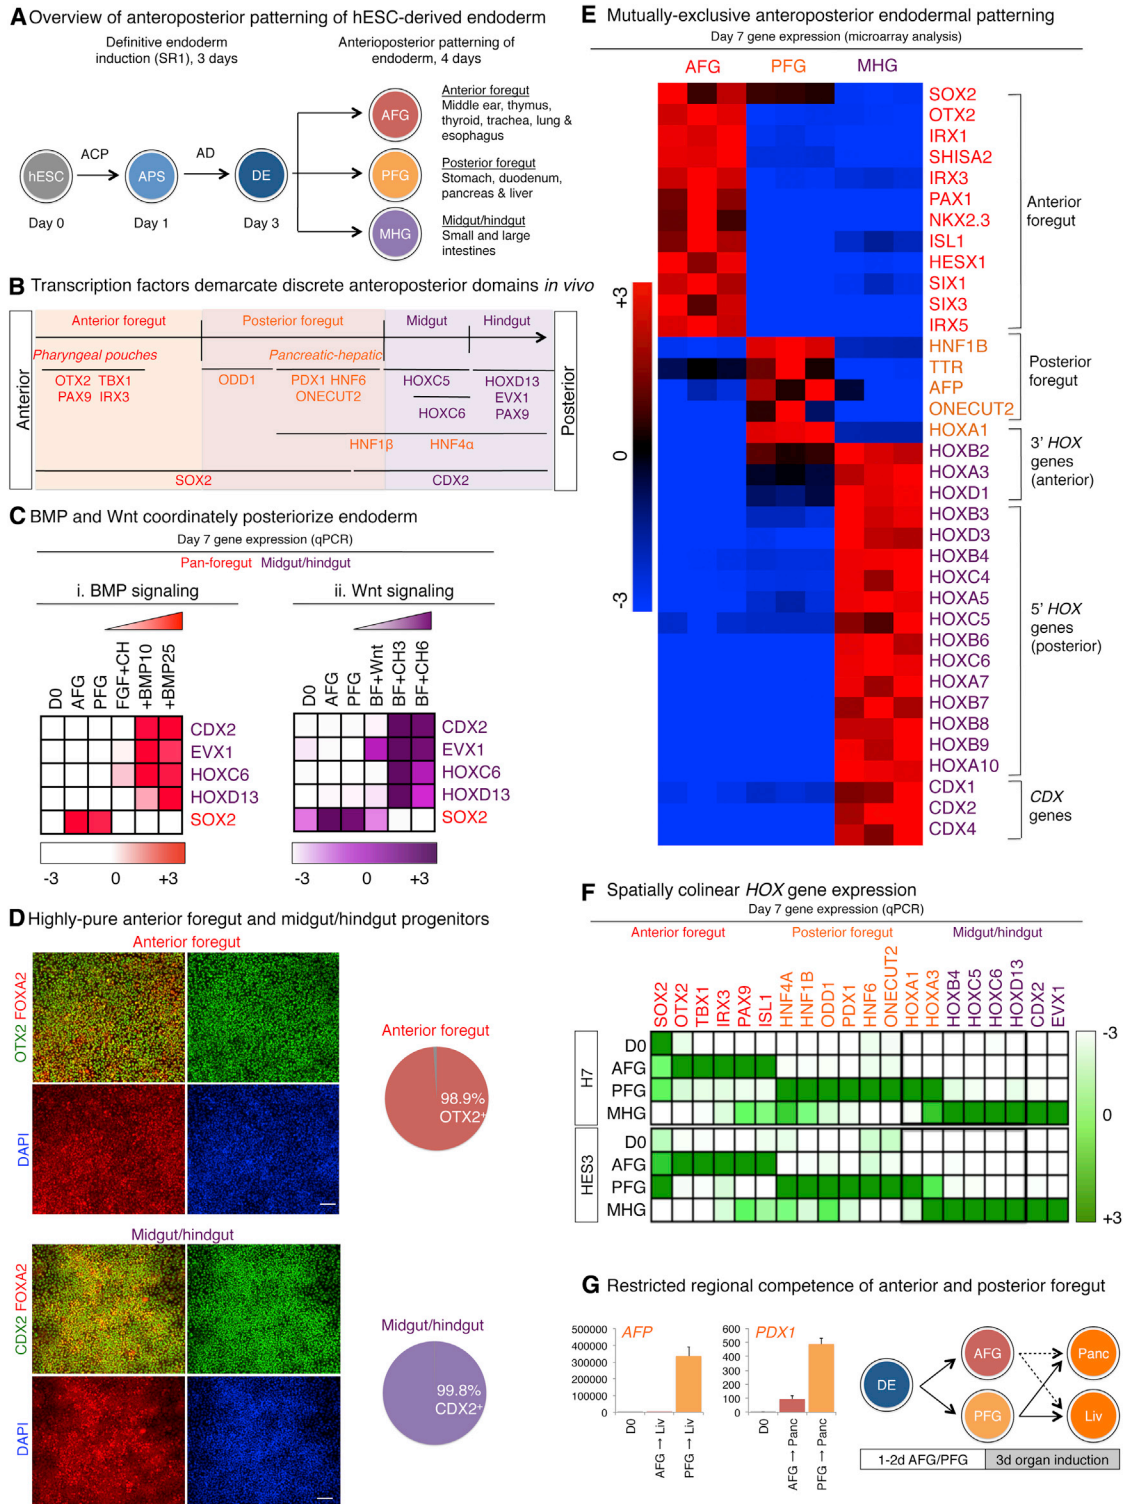 A Overview of anteroposterior patterning of hESC-derived endoderm
Definitive endoderm
induction (SR1), 3 days
Anterioposterior patterning of
endoderm, 4 days
hESC
ACP
APS
AD
DE
AFG
PFG
MHG
Day 0
Day 1
Day 3
Anterior foregut
Middle ear, thymus,
thyroid, trachea, lung &
esophagus
Posterior foregut
Stomach, duodenum,
pancreas & liver
Midgut/hindgut
Small and large
intestines
B Transcription factors demarcate discrete anteroposterior domains in vivo
Anterior
Anterior foregut
Posterior foregut
Midgut
Hindgut
Posterior
Pharyngeal pouches
Pancreatic-hepatic
OTX2 TBX1
PAX9 IRX3
ODD1
PDX1 HNF6
ONECUT2
HOXC5
HOXC6
HOXD13
EVX1
PAX9
HNF1β
HNF4α
SOX2
CDX2
C BMP and Wnt coordinately posteriorize endoderm
Day 7 gene expression (qPCR)
Pan-foregut Midgut/hindgut
i. BMP signaling
D0
AFG
PFG
FGF+CH
+BMP10
+BMP25
CDX2
EVX1
HOXC6
HOXD13
SOX2
-3 0 +3
ii. Wnt signaling
D0
AFG
PFG
BF+Wnt
BF+CH3
BF+CH6
CDX2
EVX1
HOXC6
HOXD13
SOX2
-3 0 +3
D Highly-pure anterior foregut and midgut/hindgut progenitors
Anterior foregut
OTX2 FOXA2
DAPI
Anterior foregut
98.9%
OTX2+
Midgut/hindgut
CDX2 FOXA2
DAPI
Midgut/hindgut
99.8%
CDX2+
E Mutually-exclusive anteroposterior endodermal patterning
Day 7 gene expression (microarray analysis)
AFG
PFG
MHG
+3
0
-3
SOX2
OTX2
IRX1
SHISA2
IRX3
PAX1
NKX2.3
ISL1
HESX1
SIX1
SIX3
IRX5
HNF1B
TTR
AFP
ONECUT2
HOXA1
HOXB2
HOXA3
HOXD1
HOXB3
HOXD3
HOXB4
HOXC4
HOXA5
HOXC5
HOXB6
HOXC6
HOXA7
HOXB7
HOXB8
HOXB9
HOXA10
CDX1
CDX2
CDX4
Anterior
foregut
Posterior
foregut
3' HOX
genes
(anterior)
5' HOX
genes
(posterior)
CDX
genes
F Spatially colinear HOX gene expression
Day 7 gene expression (qPCR)
Anterior foregut
Posterior foregut
Midgut/hindgut
SOX2
OTX2
TBX1
IRX3
PAX9
ISL1
HNF4A
HNF1B
ODD1
PDX1
HNF6
ONECUT2
HOXA1
HOXA3
HOXB4
HOXC5
HOXC6
HOXD13
CDX2
EVX1
H7
D0
AFG
PFG
MHG
HES3
D0
AFG
PFG
MHG
-3
0
+3
G Restricted regional competence of anterior and posterior foregut
AFP
500000
400000
300000
200000
100000
0
D0
AFG → Liv
PFG → Liv
PDX1
600
500
400
300
200
100
0
D0
AFG → Panc
PFG → Panc
DE
AFG
PFG
Panc
Liv
1-2d AFG/PFG
3d organ induction